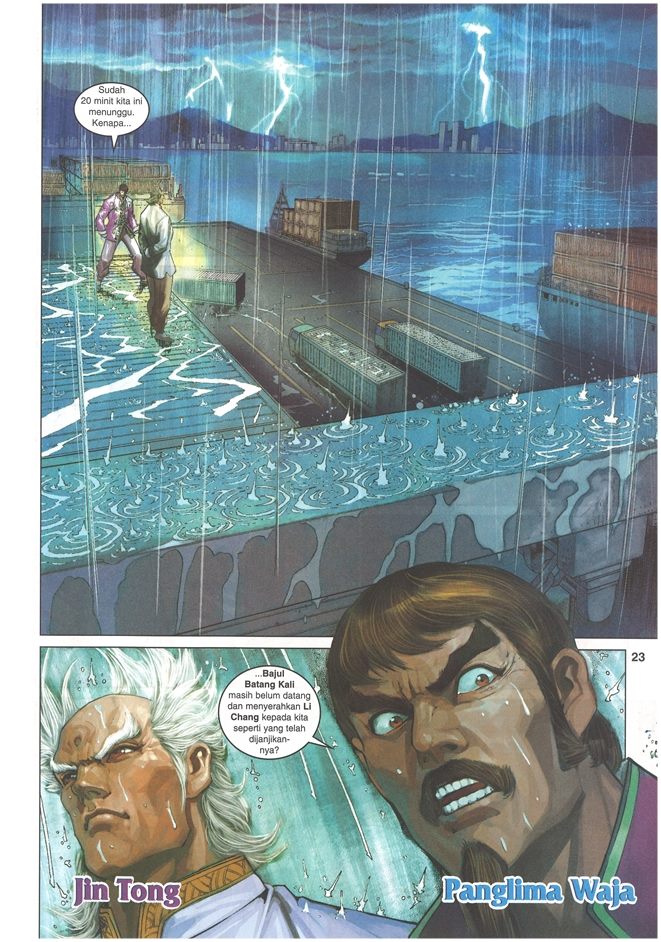 Sudah
20 minit kita ini
menunggu.
Kenapa...
23
...Bajul
Batang Kali
masih belum datang
dan menyerahkan Li
Chang kepada kita
seperti yang telah
dijanjikan-
nya?
Jin Tong
Panglima Waja